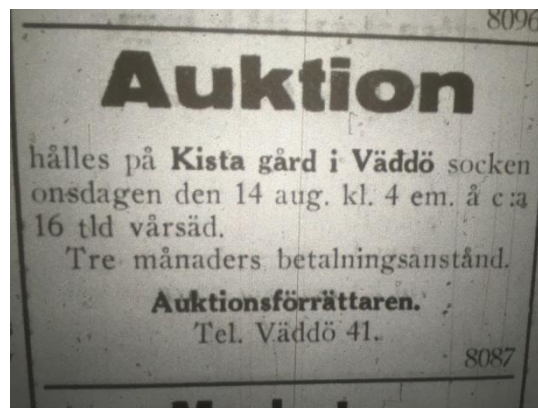 8096
Auktion
hålles på Kista gård i Väddö socken
onsdagen den 14 aug. kl. 4 em. å c:a
16 tld vårsäd.
Tre månaders betalningsanstånd.
Auktionsförrättaren.
Tel. Väddö 41.
8087